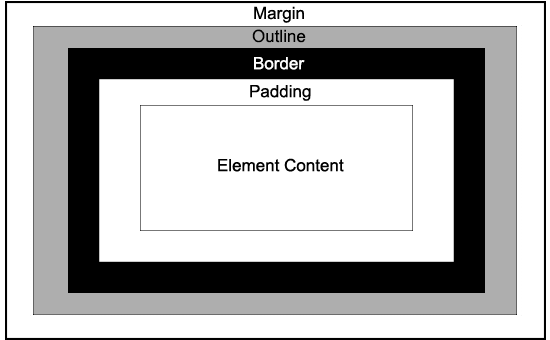 Margin
Outline
Border
Padding
Element Content